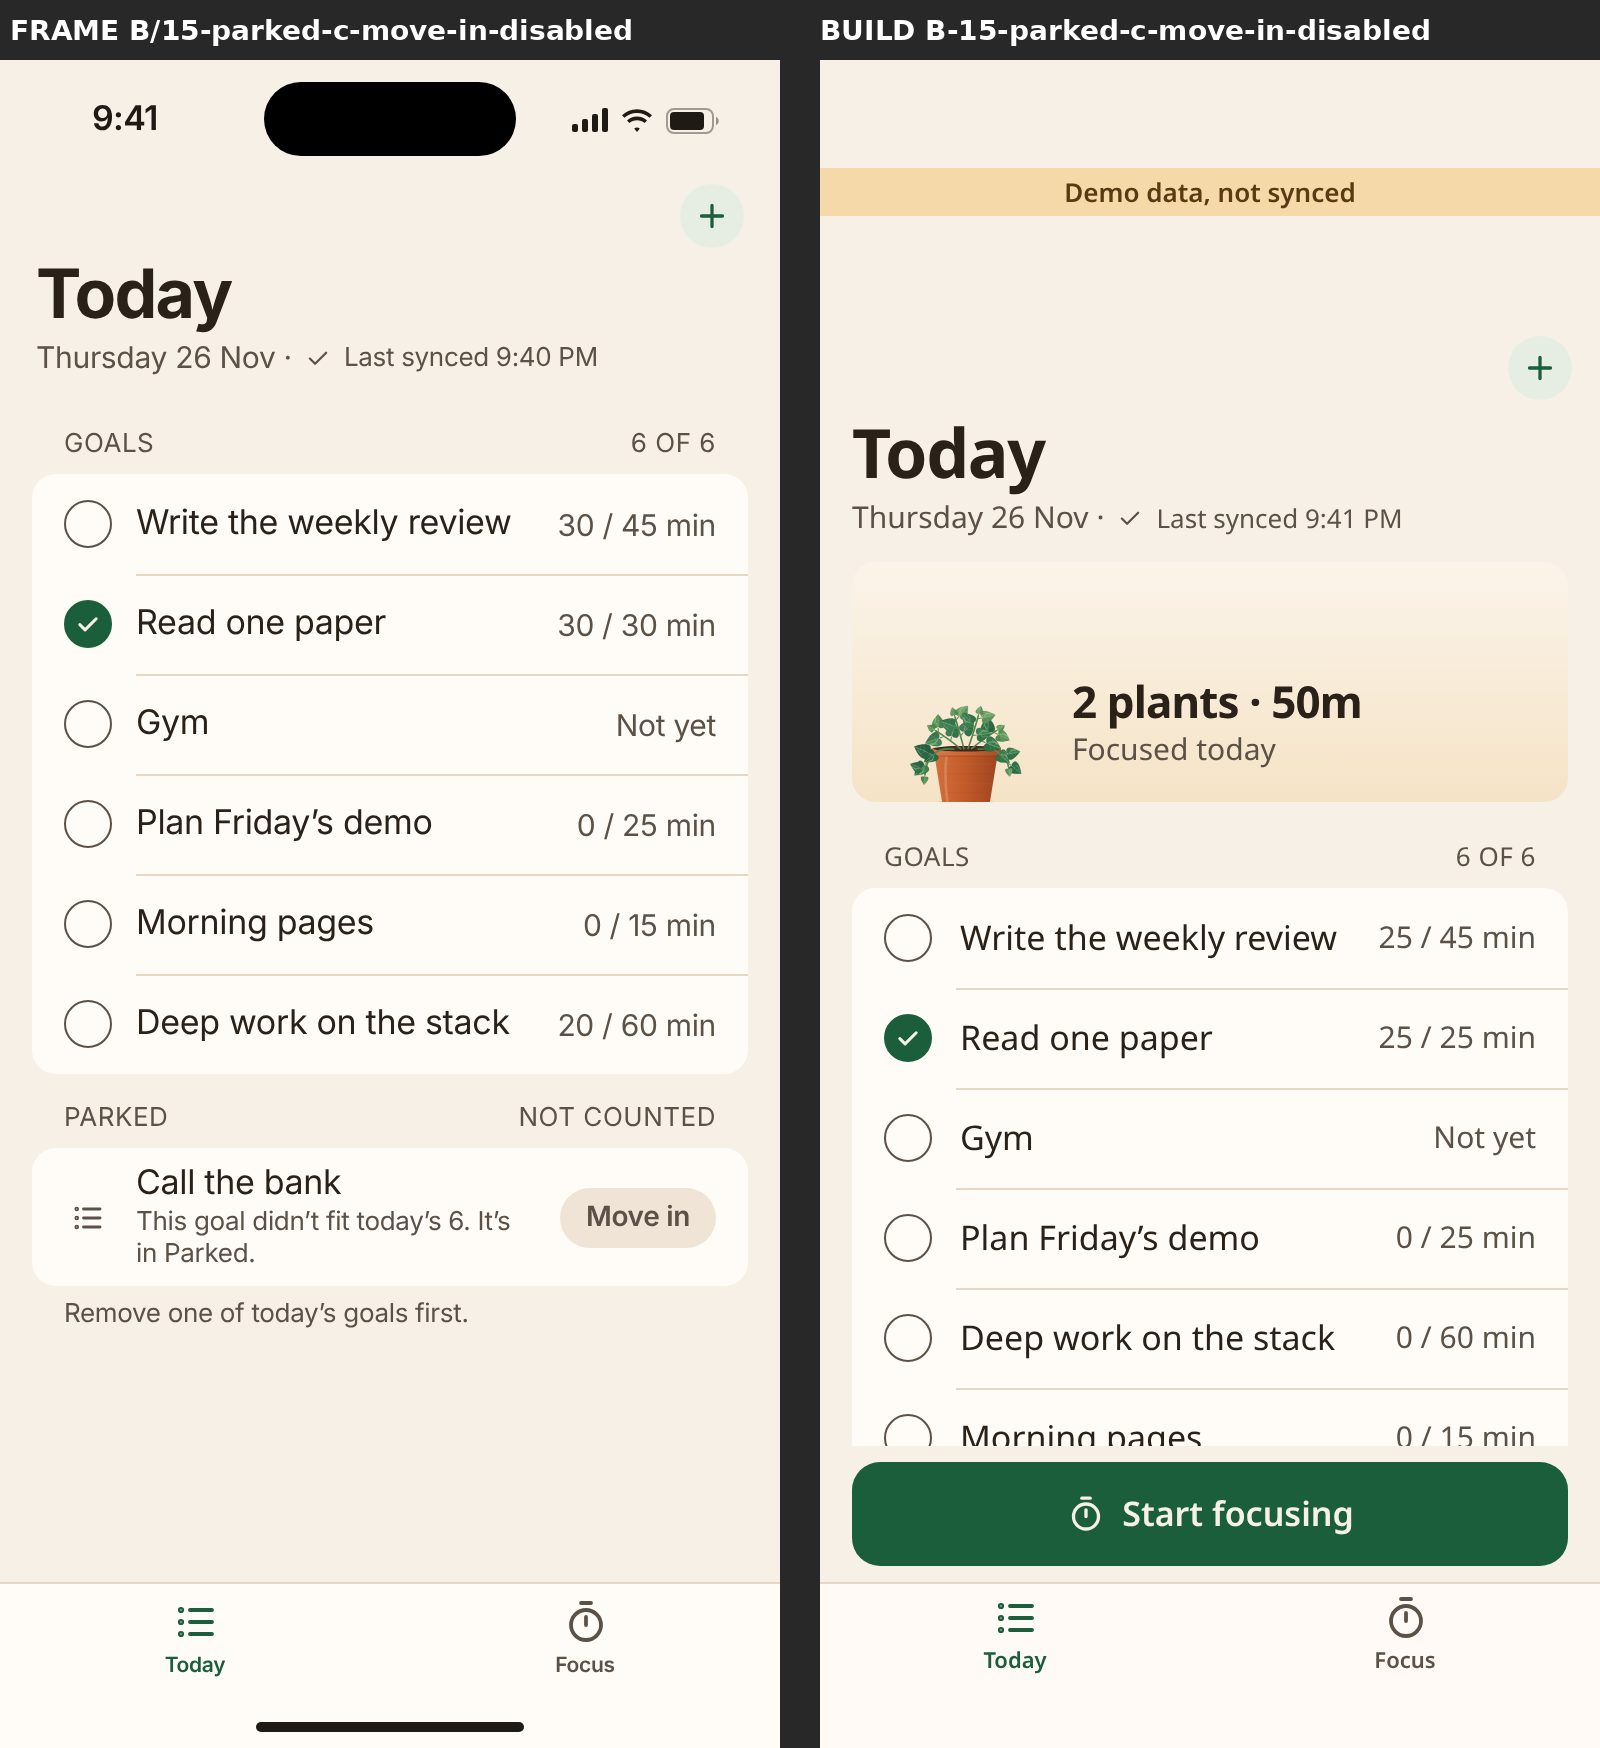 FRAME B/15-parked-c-move-in-disabled
9:41
Today
Thursday 26 Nov · Last synced 9:40 PM
GOALS 6 OF 6
Write the weekly review 30 / 45 min
Read one paper 30 / 30 min
Gym Not yet
Plan Friday’s demo 0 / 25 min
Morning pages 0 / 15 min
Deep work on the stack 20 / 60 min
PARKED NOT COUNTED
Call the bank
This goal didn’t fit today’s 6. It’s
in Parked.
Move in
Remove one of today’s goals first.
Today Focus
BUILD B-15-parked-c-move-in-disabled
Demo data, not synced
Today
Thursday 26 Nov · Last synced 9:41 PM
2 plants · 50m
Focused today
GOALS 6 OF 6
Write the weekly review 25 / 45 min
Read one paper 25 / 25 min
Gym Not yet
Plan Friday’s demo 0 / 25 min
Deep work on the stack 0 / 60 min
Morning pages 0 / 15 min
Start focusing
Today Focus